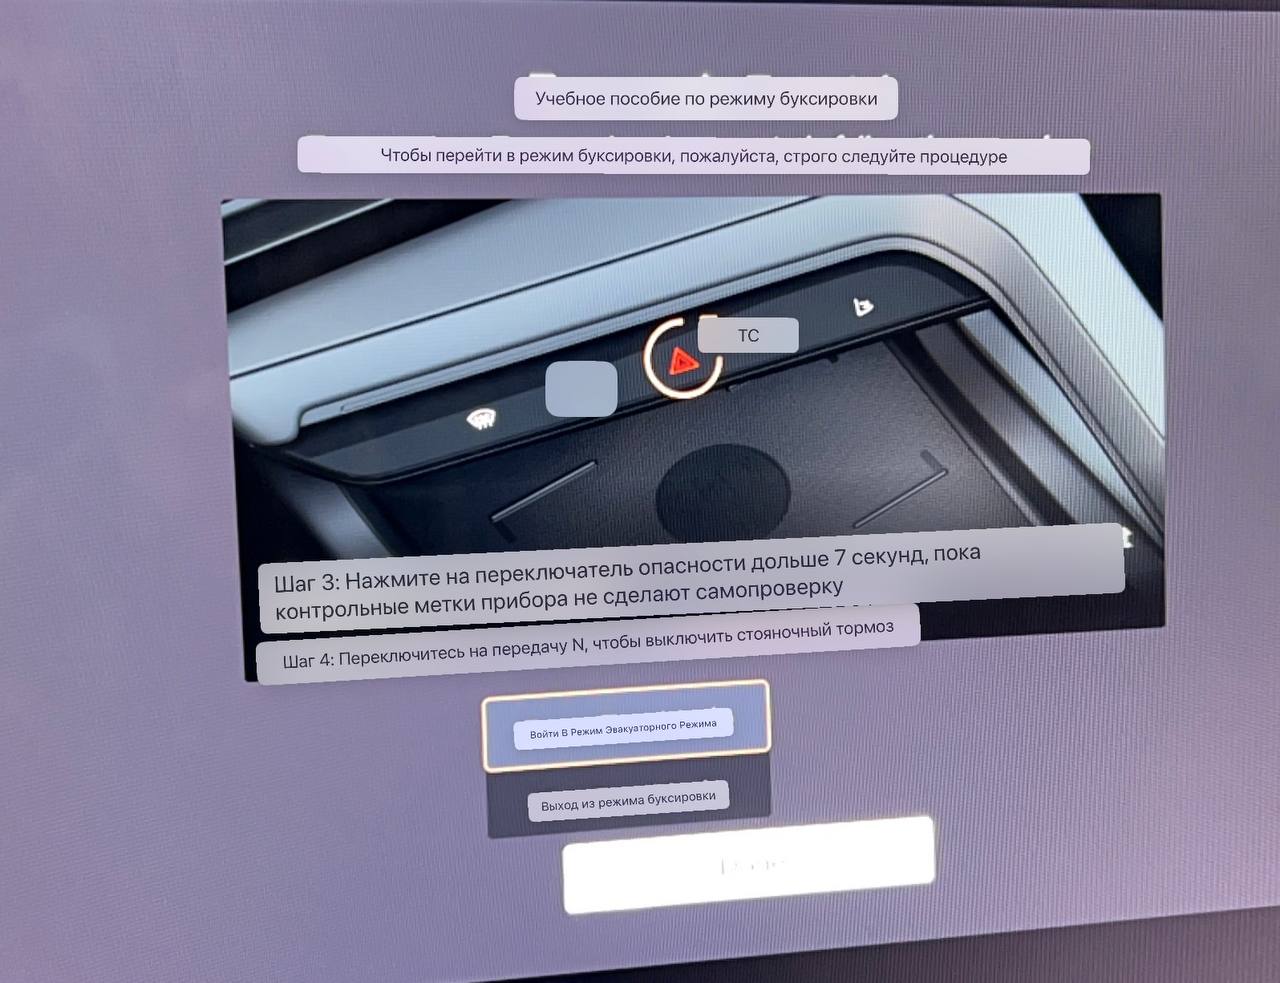 Учебное пособие по режиму буксировки
Чтобы перейти в режим буксировки, пожалуйста, строго следуйте процедуре
TC
Шаг 3: Нажмите на переключатель опасности дольше 7 секунд, пока
контрольные метки прибора не сделают самопроверку
Шаг 4: Переключитесь на передачу N, чтобы выключить стояночный тормоз
Войти В Режим Эвакуаторного Режима
Выход из режима буксировки